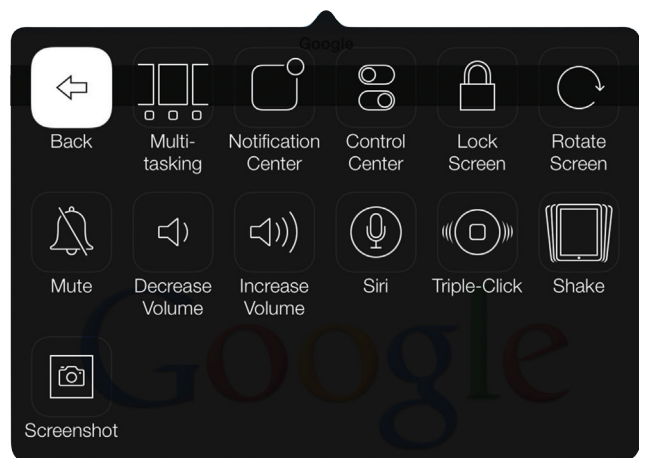 Google
Back
Multi-
tasking
Notification
Center
Control
Center
Lock
Screen
Rotate
Screen
Mute
Decrease
Volume
Increase
Volume
Siri
Triple-Click
Shake
Google
Screenshot